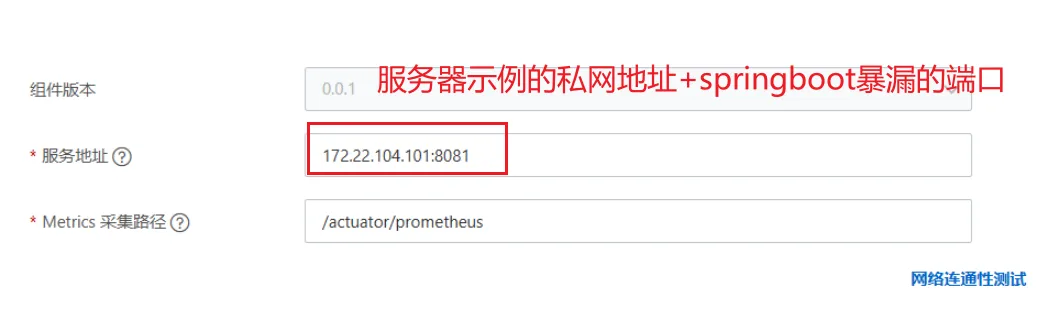 服务器示例的私网地址+springboot暴漏的端口
组件版本
0.0.1
* 服务地址 ?
172.22.104.101:8081
* Metrics 采集路径 ?
/actuator/prometheus
网络连通性测试